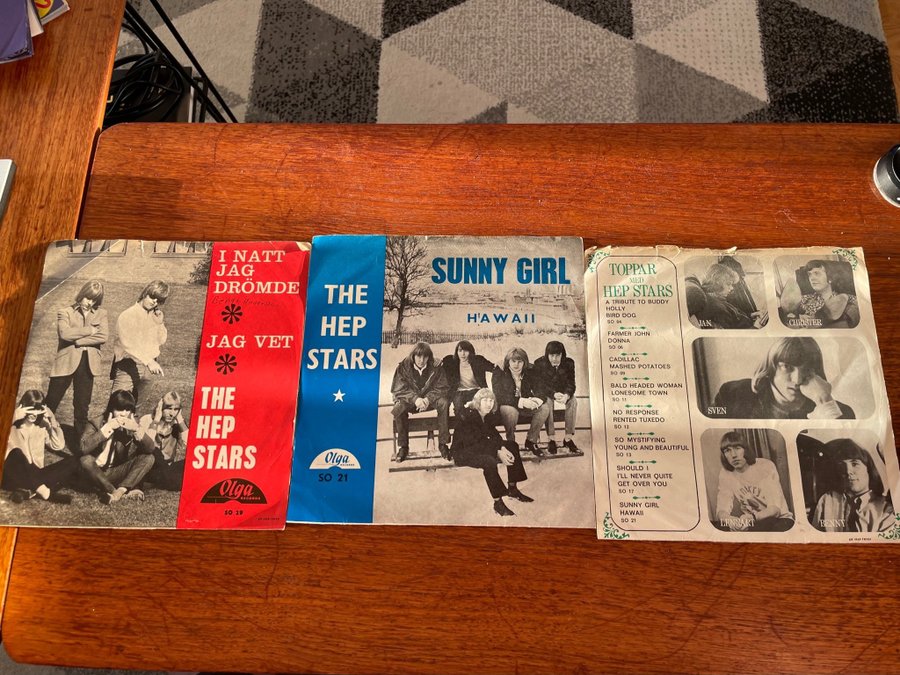 I NATT
JAG
DRÖMDE
JAG VET
THE
HEP
STARS
Olga
RECORDS
SO 29
THE
HEP
STARS
Olga
RECORDS
SO 21
SUNNY GIRL
HAWAII
TOPPAR
MED
HEP STARS
A TRIBUTE TO BUDDY
HOLLY
BIRD DOG
SO 04
FARMER JOHN
DONNA
SO 06
CADILLAC
MASHED POTATOES
SO 09
BALD HEADED WOMAN
LONESOME TOWN
SO 11
NO RESPONSE
RENTED TUXEDO
SO 12
SO MYSTIFYING
YOUNG AND BEAUTIFUL
SO 13
SHOULD I
I'LL NEVER QUITE
GET OVER YOU
SO 17
SUNNY GIRL
HAWAII
SO 21
JAN
CHRISTER
SVEN
LENNART
BENNY